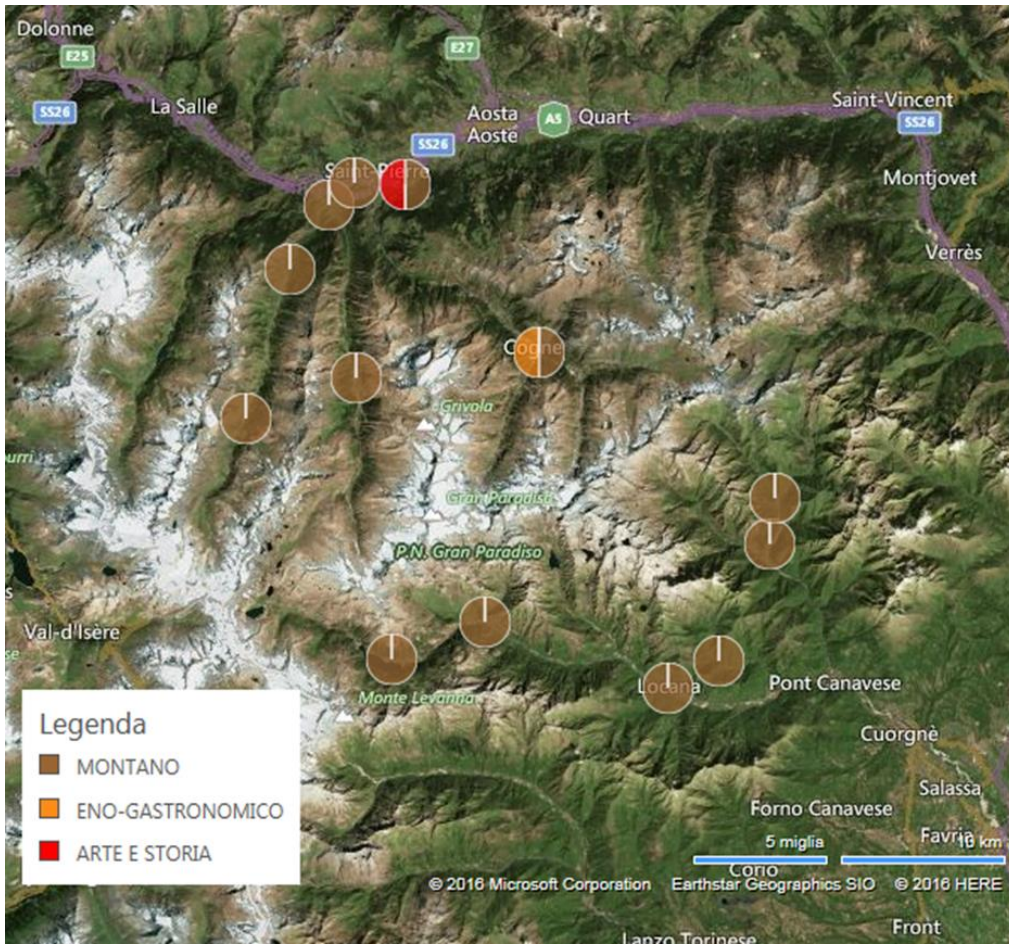 Dolonne
E25
E27
La Salle
SS26
Aosta
Aoste
A5
Quart
Saint-Vincent
SS26
SS26
Saint-Pierre
Montjovet
Verrès
Cogne
Grivola
Gran Paradiso
P.N. Gran Paradiso
Val-d'Isère
Monte Levanna
Locana
Pont Canavese
Legenda
MONTANO
ENO-GASTRONOMICO
ARTE E STORIA
Cuorgnè
Salassa
Forno Canavese
Favria
5 miglia
10 km
Corio
© 2016 Microsoft Corporation Earthstar Geographics SIO © 2016 HERE
Front
Lanzo Torinese